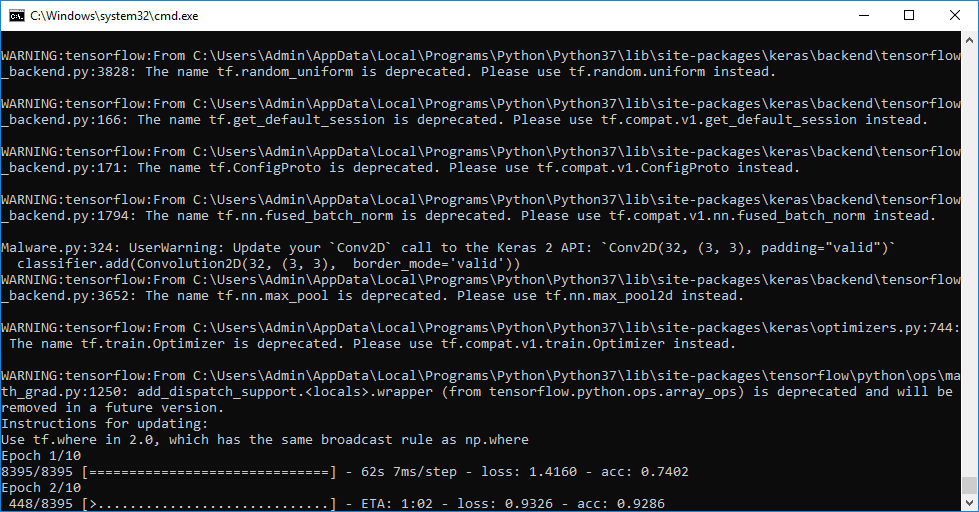 C:\Windows\system32\cmd.exe
WARNING:tensorflow:From C:\Users\Admin\AppData\Local\Programs\Python\Python37\lib\site-packages\keras\backend\tensorflow
_backend.py:3828: The name tf.random_uniform is deprecated. Please use tf.random.uniform instead.
WARNING:tensorflow:From C:\Users\Admin\AppData\Local\Programs\Python\Python37\lib\site-packages\keras\backend\tensorflow
_backend.py:166: The name tf.get_default_session is deprecated. Please use tf.compat.v1.get_default_session instead.
WARNING:tensorflow:From C:\Users\Admin\AppData\Local\Programs\Python\Python37\lib\site-packages\keras\backend\tensorflow
_backend.py:171: The name tf.ConfigProto is deprecated. Please use tf.compat.v1.ConfigProto instead.
WARNING:tensorflow:From C:\Users\Admin\AppData\Local\Programs\Python\Python37\lib\site-packages\keras\backend\tensorflow
_backend.py:1794: The name tf.nn.fused_batch_norm is deprecated. Please use tf.compat.v1.nn.fused_batch_norm instead.
Malware.py:324: UserWarning: Update your `Conv2D` call to the Keras 2 API: `Conv2D(32, (3, 3), padding="valid")`
  classifier.add(Convolution2D(32, (3, 3),  border_mode='valid'))
WARNING:tensorflow:From C:\Users\Admin\AppData\Local\Programs\Python\Python37\lib\site-packages\keras\backend\tensorflow
_backend.py:3652: The name tf.nn.max_pool is deprecated. Please use tf.nn.max_pool2d instead.
WARNING:tensorflow:From C:\Users\Admin\AppData\Local\Programs\Python\Python37\lib\site-packages\keras\optimizers.py:744:
 The name tf.train.Optimizer is deprecated. Please use tf.compat.v1.train.Optimizer instead.
WARNING:tensorflow:From C:\Users\Admin\AppData\Local\Programs\Python\Python37\lib\site-packages\tensorflow\python\ops\ma
th_grad.py:1250: add_dispatch_support.<locals>.wrapper (from tensorflow.python.ops.array_ops) is deprecated and will be
removed in a future version.
Instructions for updating:
Use tf.where in 2.0, which has the same broadcast rule as np.where
Epoch 1/10
8395/8395 [==============================] - 62s 7ms/step - loss: 1.4160 - acc: 0.7402
Epoch 2/10
 448/8395 [>.............................] - ETA: 1:02 - loss: 0.9326 - acc: 0.9286